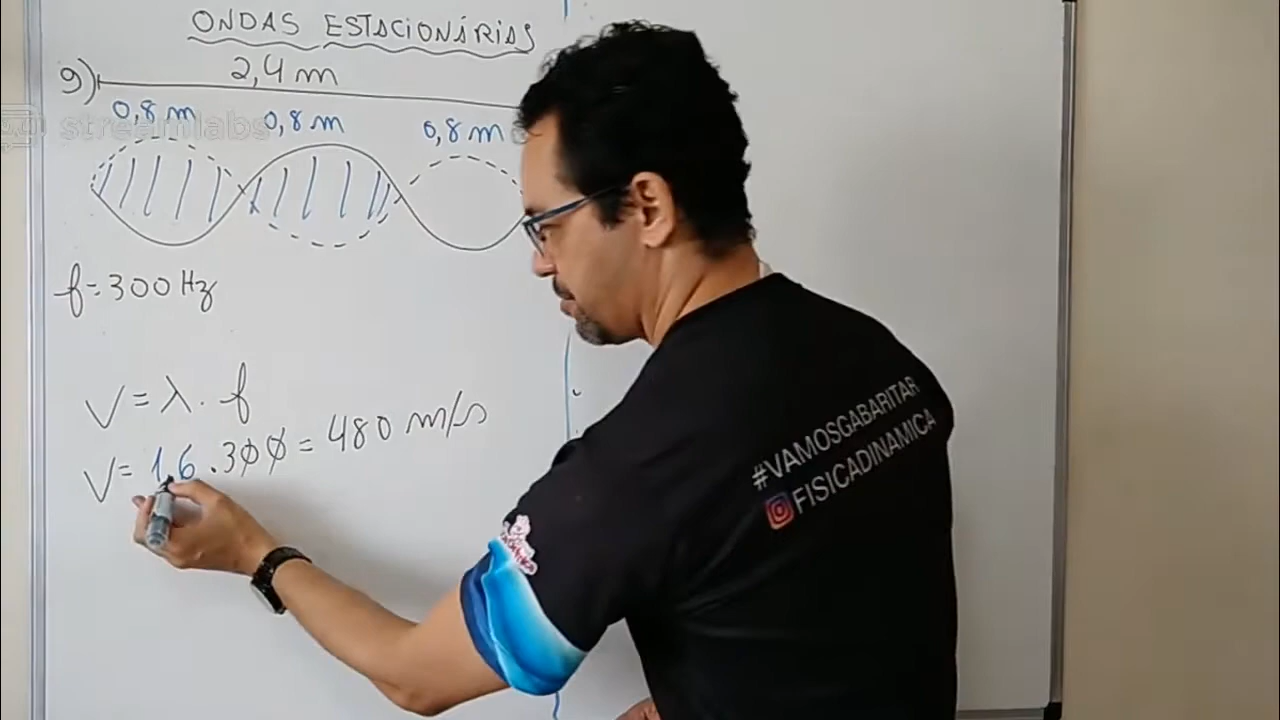 ONDAS ESTACIONÁRIAS
9) 2,4 m
0,8 m 0,8 m 0,8 m
streamlabs
f = 300 Hz
V = λ . f
V = 1,6 . 300 = 480 m/s
#VAMOSGABARITAR
FISICADINAMICA